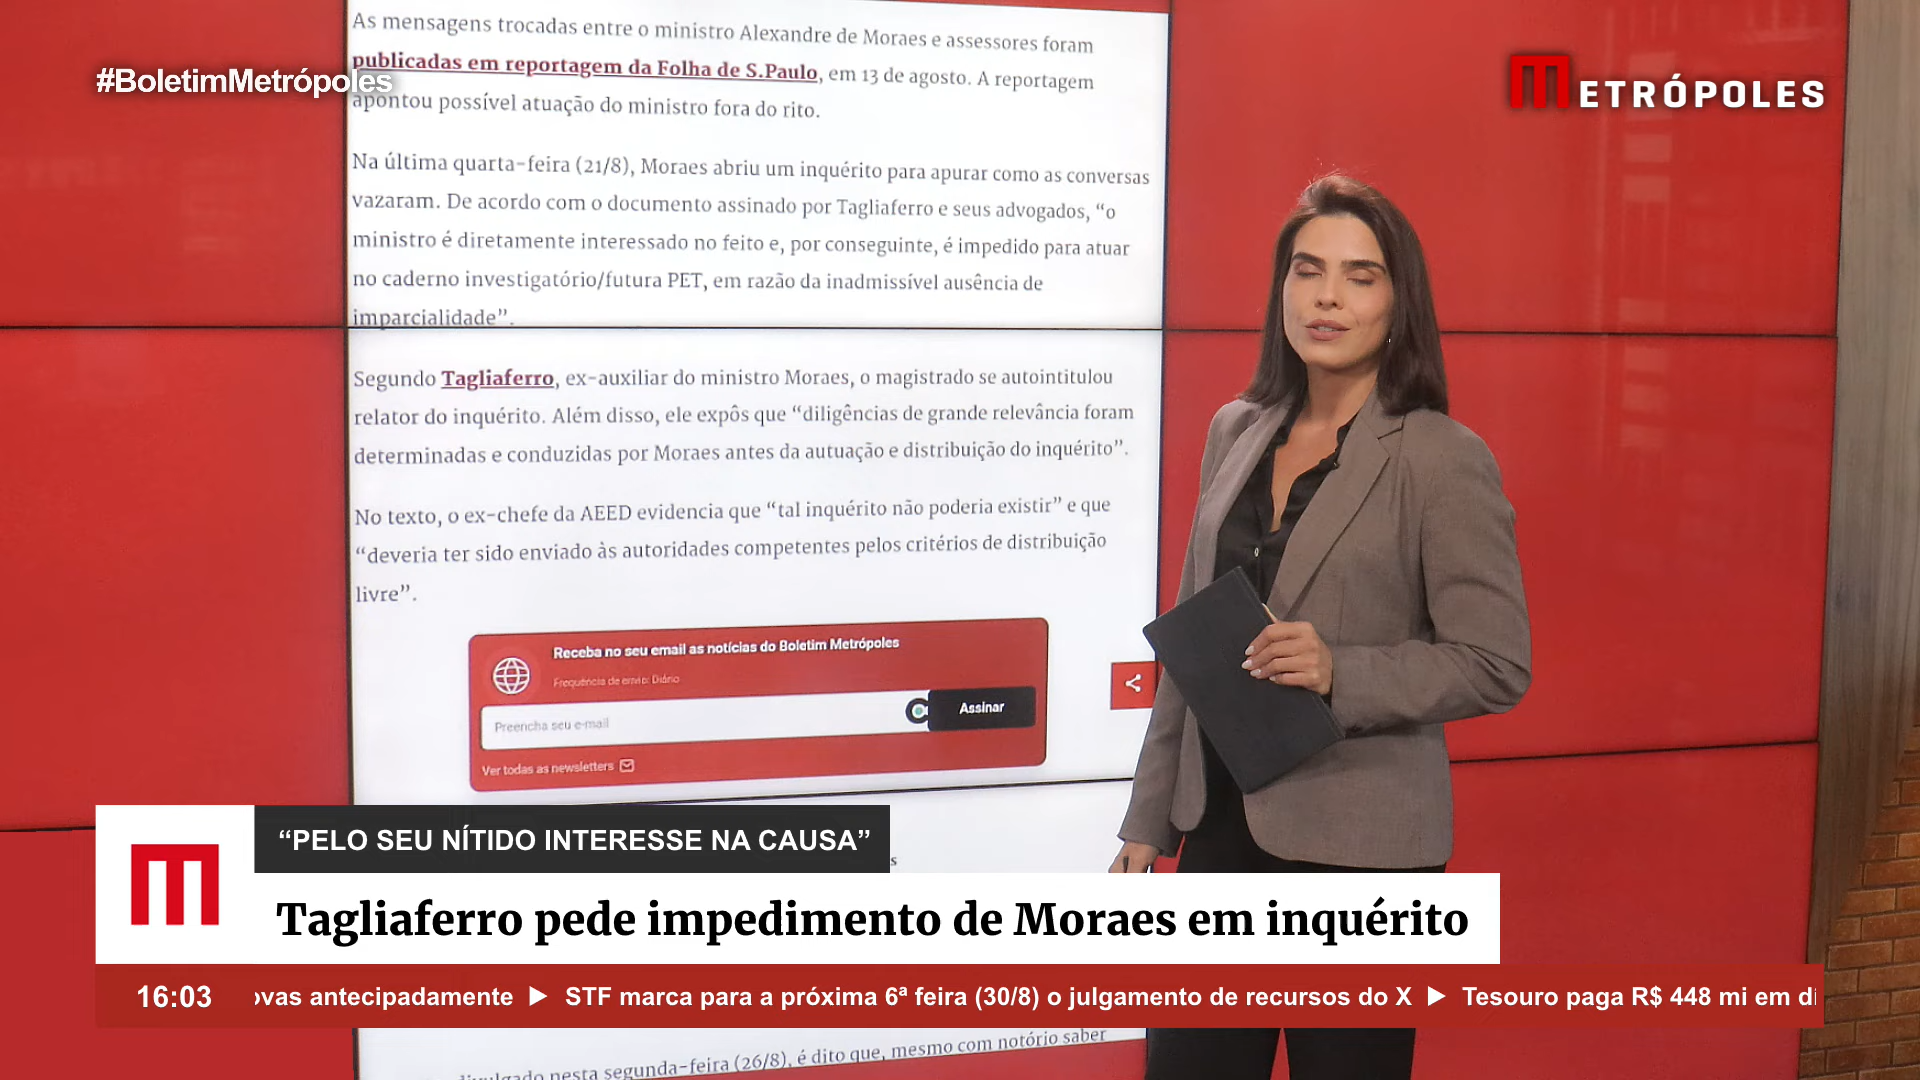 As mensagens trocadas entre o ministro Alexandre de Moraes e assessores foram
publicadas em reportagem da Folha de S.Paulo, em 13 de agosto. A reportagem
#BoletimMetrópoles
METRÓPOLES
apontou possível atuação do ministro fora do rito.
Na última quarta-feira (21/8), Moraes abriu um inquérito para apurar como as conversas
vazaram. De acordo com o documento assinado por Tagliaferro e seus advogados, “o
ministro é diretamente interessado no feito e, por conseguinte, é impedido para atuar
no caderno investigatório/futura PET, em razão da inadmissível ausência de
imparcialidade”.
Segundo Tagliaferro, ex-auxiliar do ministro Moraes, o magistrado se autointitulou
relator do inquérito. Além disso, ele expôs que “diligências de grande relevância foram
determinadas e conduzidas por Moraes antes da autuação e distribuição do inquérito”.
No texto, o ex-chefe da AEED evidencia que “tal inquérito não poderia existir” e que
“deveria ter sido enviado às autoridades competentes pelos critérios de distribuição
livre”.
Receba no seu email as notícias do Boletim Metrópoles
Frequência de envio: Diário
Preencha seu e-mail
Assinar
Ver todas as newsletters
“PELO SEU NÍTIDO INTERESSE NA CAUSA”
Tagliaferro pede impedimento de Moraes em inquérito
16:03
ovas antecipadamente ▶ STF marca para a próxima 6ª feira (30/8) o julgamento de recursos do X ▶ Tesouro paga R$ 448 mi em
nesta segunda-feira (26/8), é dito que, mesmo com notório saber